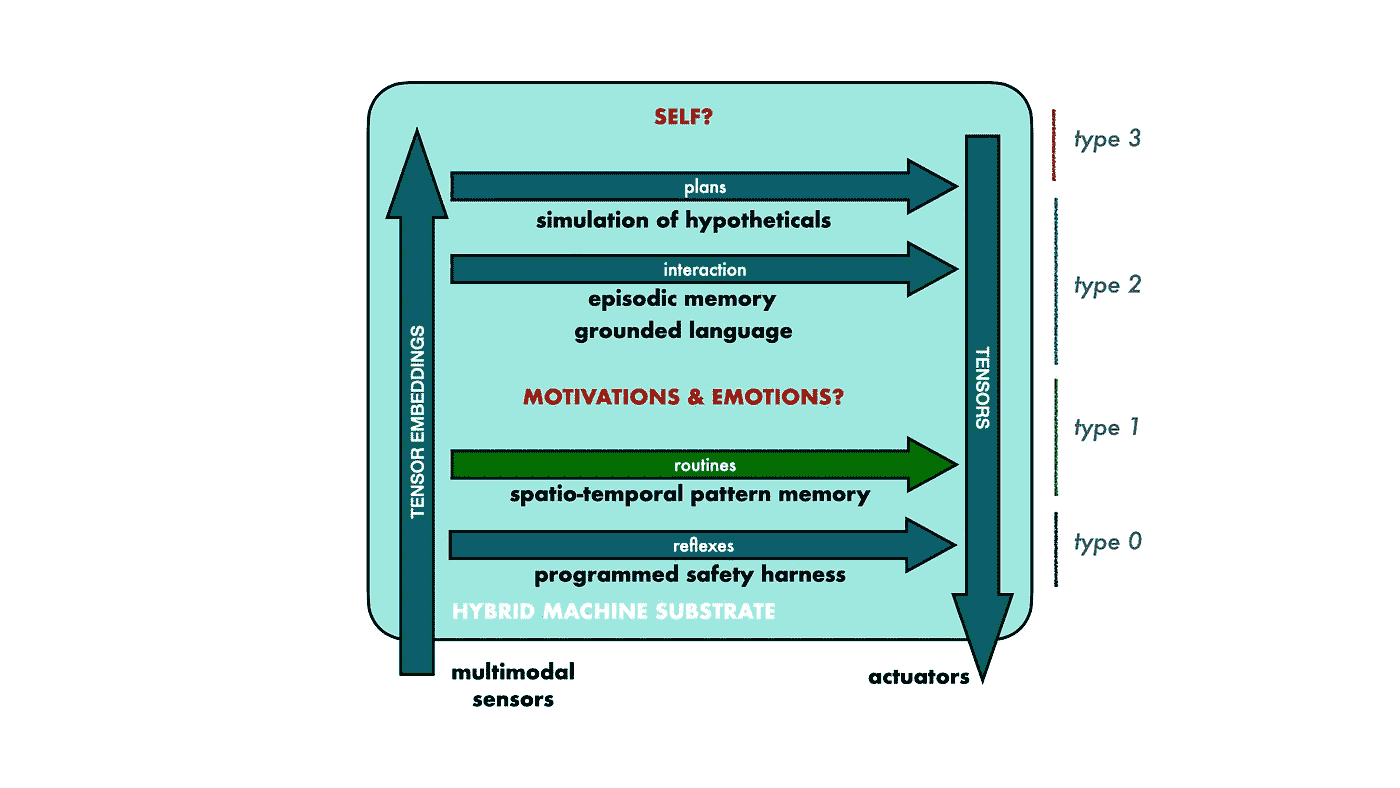 SELF?
type 3
plans
simulation of hypotheticals
interaction
type 2
episodic memory
grounded language
TENSOR EMBEDDINGS
TENSORS
MOTIVATIONS & EMOTIONS?
type 1
routines
spatio-temporal pattern memory
reflexes
type 0
programmed safety harness
HYBRID MACHINE SUBSTRATE
multimodal
sensors
actuators